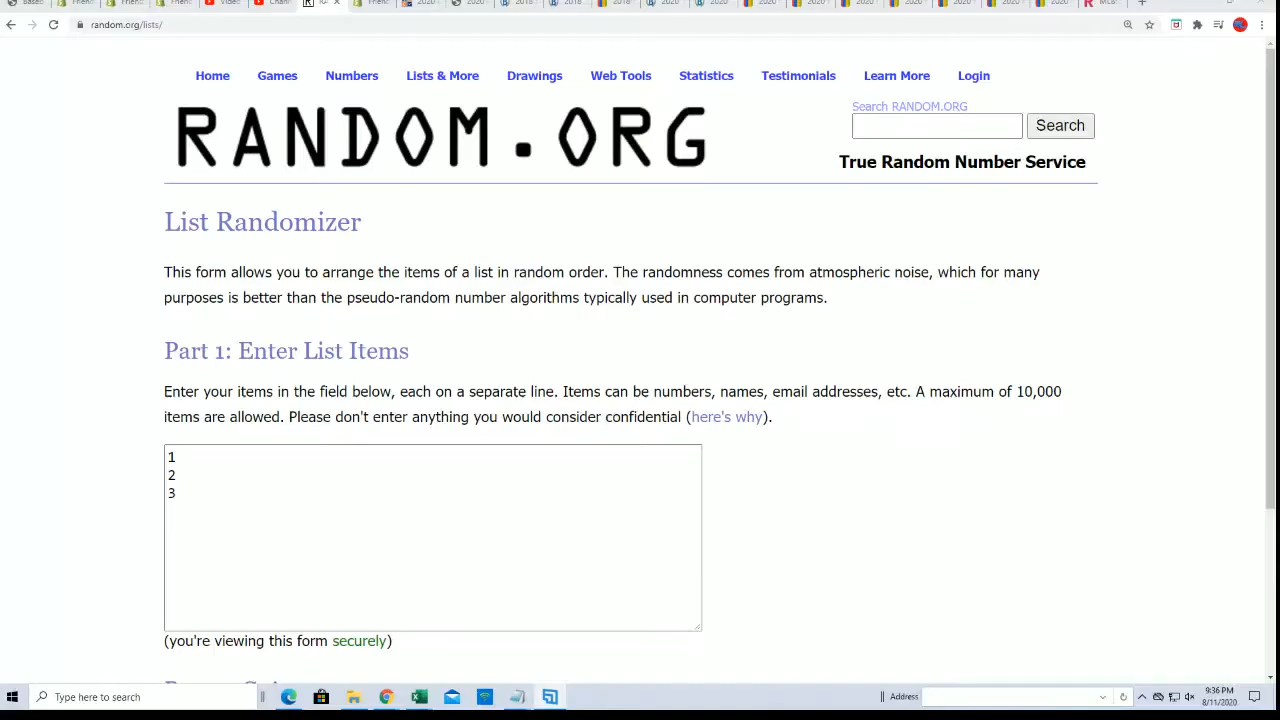 random.org/lists/
Home Games Numbers Lists & More Drawings Web Tools Statistics Testimonials Learn More Login
RANDOM.ORG
Search RANDOM.ORG
Search
True Random Number Service
List Randomizer
This form allows you to arrange the items of a list in random order. The randomness comes from atmospheric noise, which for many
purposes is better than the pseudo-random number algorithms typically used in computer programs.
Part 1: Enter List Items
Enter your items in the field below, each on a separate line. Items can be numbers, names, email addresses, etc. A maximum of 10,000
items are allowed. Please don't enter anything you would consider confidential (here's why).
1
2
3
(you're viewing this form securely)
Type here to search
Address
9:36 PM
8/11/2020